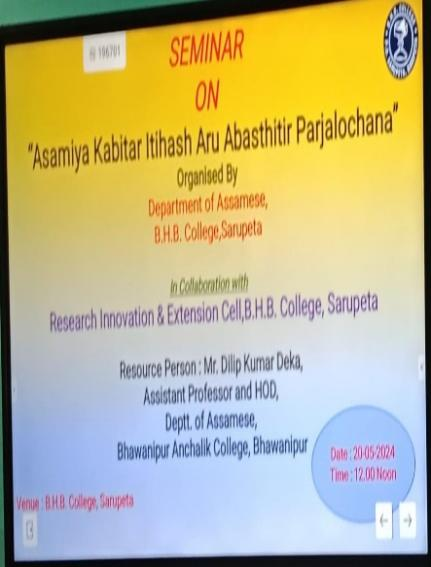 196701
SEMINAR
ON
"Asamiya Kabitar Itihash Aru Abasthitir Parjalochana"
Organised By
Department of Assamese,
B.H.B. College,Sarupeta
In Collaboration with
Research Innovation & Extension Cell,B.H.B. College, Sarupeta
Resource Person : Mr. Dilip Kumar Deka,
Assistant Professor and HOD,
Deptt. of Assamese,
Bhawanipur Anchalik College, Bhawanipur
Date : 20-05-2024
Time : 12.00 Noon
Venue : B.H.B. College, Sarupeta